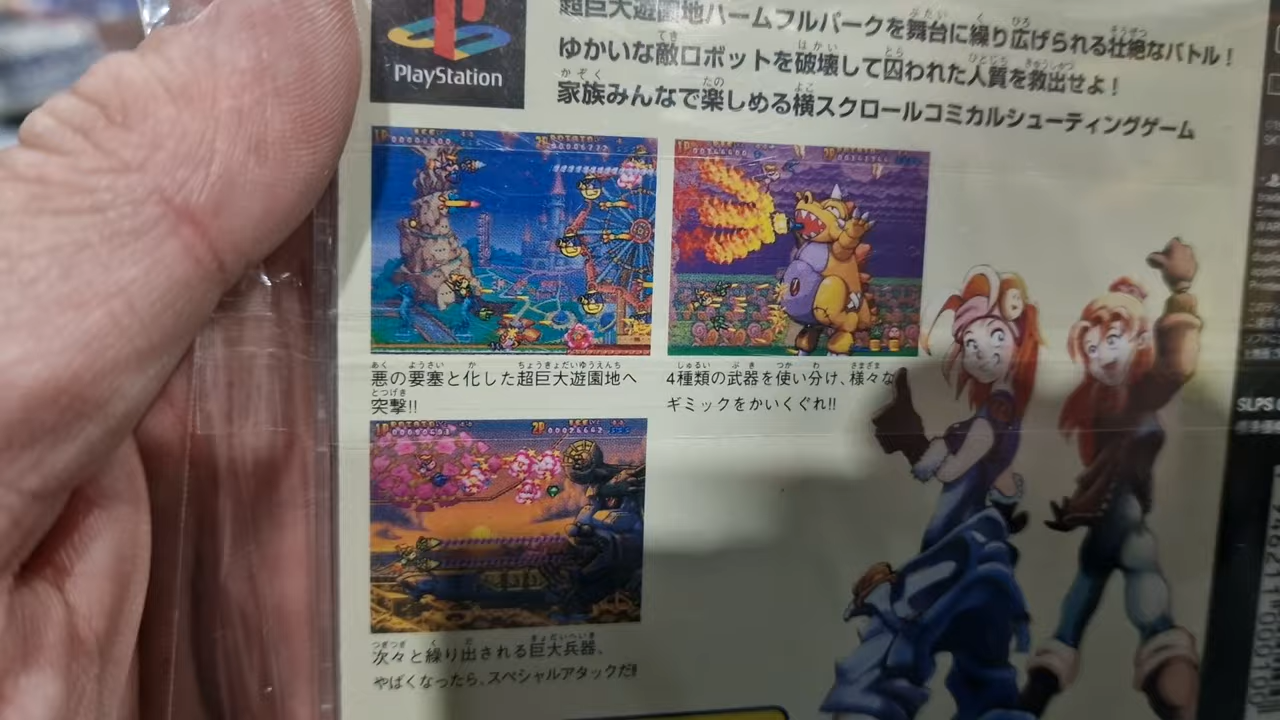 PlayStation
超巨大遊園地ハームフルパークを舞台に繰り広げられる壮絶なバトル！
ゆかいな敵ロボットを破壊して囚われた人質を救出せよ！
家族みんなで楽しめる横スクロールコミカルシューティングゲーム
1P
2P
1P
2P
悪の要塞と化した超巨大遊園地へ
突撃!!
4種類の武器を使い分け、様々な
ギミックをかいくぐれ!!
1P
2P
次々と繰り出される巨大兵器。
やばくなったら、スペシャルアタックだ!!
SLPS